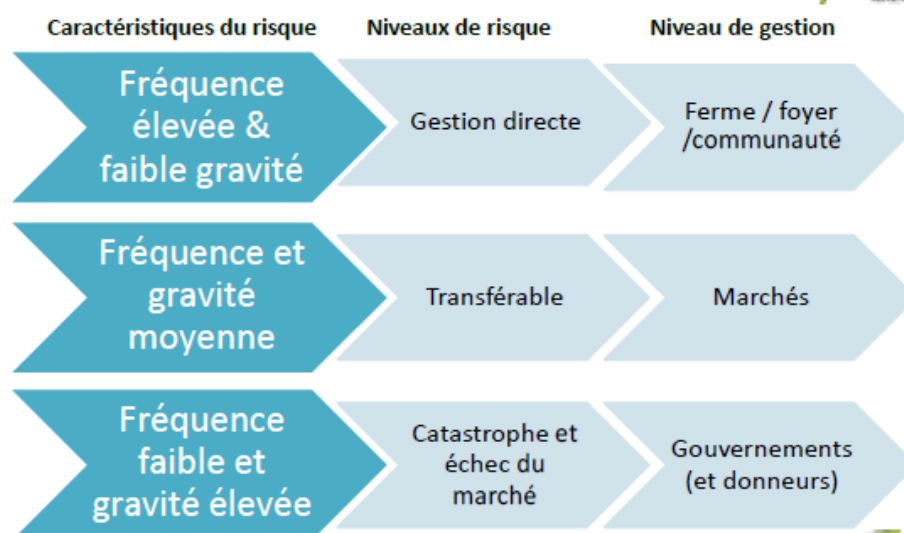 Caractéristiques du risque
Niveaux de risque
Niveau de gestion
Fréquence
élevée &
faible gravité
Gestion directe
Ferme / foyer
/communauté
Fréquence et
gravité
moyenne
Transférable
Marchés
Fréquence
faible et
gravité élevée
Catastrophe et
échec du
marché
Gouvernements
(et donneurs)